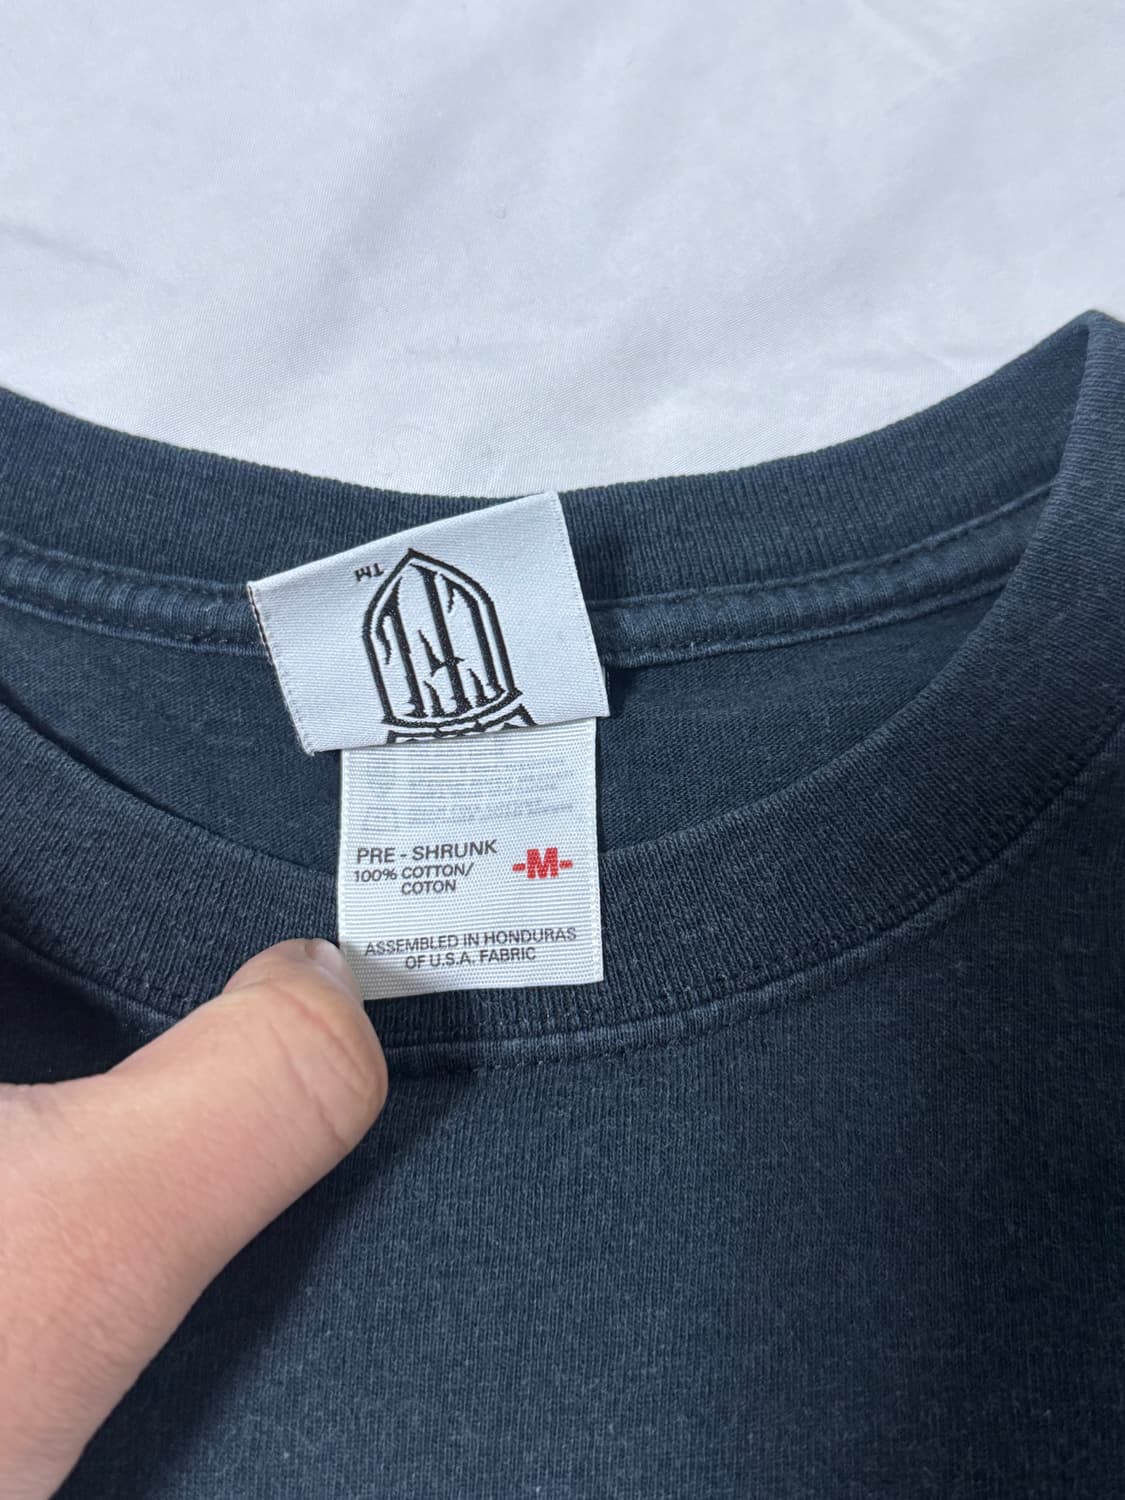 TM
PRE - SHRUNK
100% COTTON/
COTON
-M-
ASSEMBLED IN HONDURAS
OF U.S.A. FABRIC